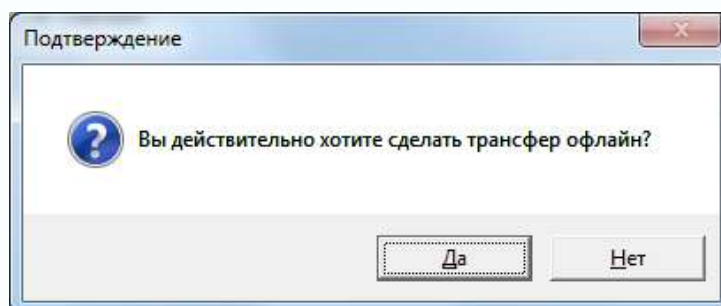 Подтверждение
Вы действительно хотите сделать трансфер офлайн?
Да
Нет